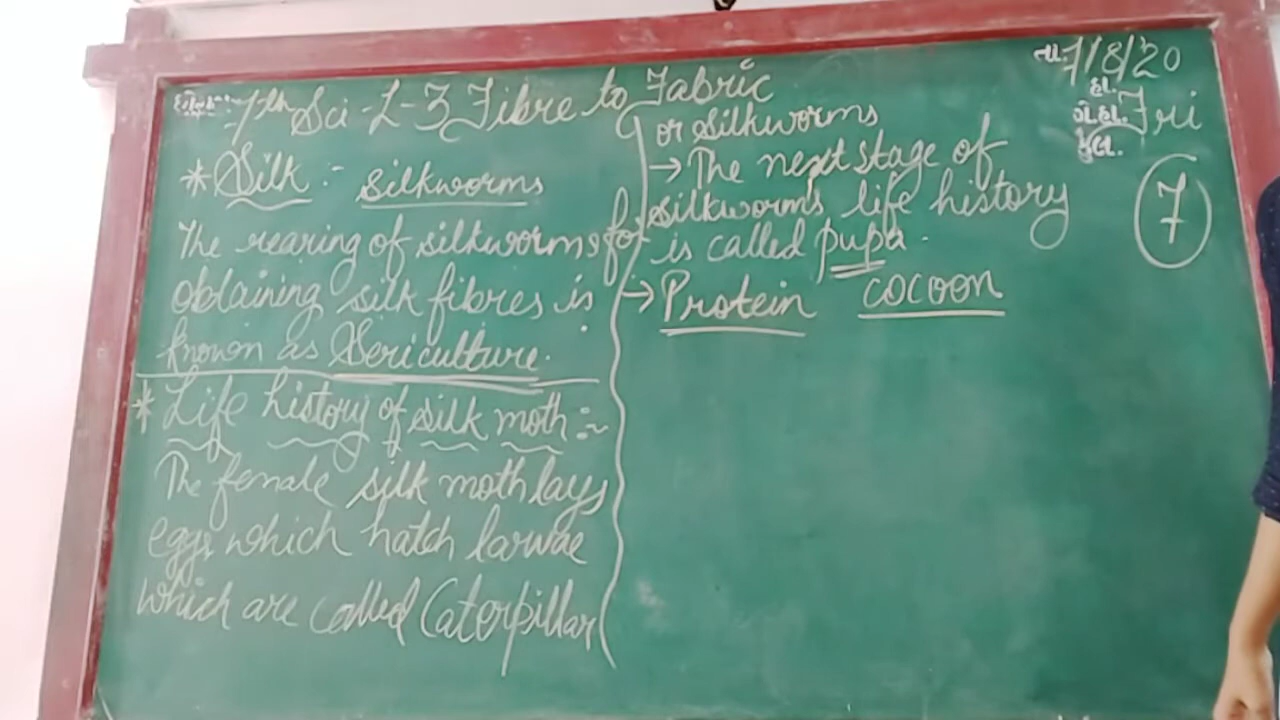 7th Sci-L-3 Fibre to Fabric
* Silk :- silkworms
The rearing of silkworms for
obtaining silk fibres is
known as Sericulture.
* Life history of silk moth :-
The female silk moth lays
eggs which hatch larvae
which are called Caterpillar
or silkworms
→ The next stage of
silkworms life history
is called pupa.
→ Protein cocoon
તા. 7/8/20
હા.
ગે.હા. Fri
કુલ.
7